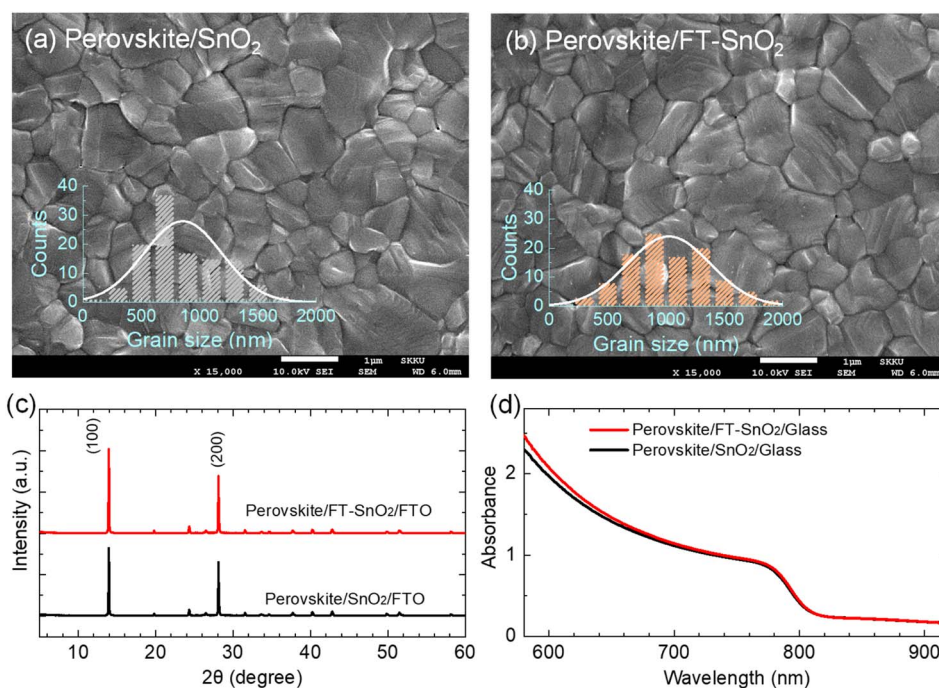 (a) Perovskite/SnO₂
40
30
20
10
0
Counts
0 500 1000 1500 2000
Grain size (nm)
1μm SKKU
X 15,000 10.0kV SEI SEM WD 6.0mm
(b) Perovskite/FT-SnO₂
40
30
20
10
0
Counts
0 500 1000 1500 2000
Grain size (nm)
1μm SKKU
X 15,000 10.0kV SEI SEM WD 6.0mm
(c)
(100)
(200)
Perovskite/FT-SnO₂/FTO
Perovskite/SnO₂/FTO
Intensity (a.u.)
10 20 30 40 50 60
2θ (degree)
(d)
Perovskite/FT-SnO₂/Glass
Perovskite/SnO₂/Glass
2
1
0
Absorbance
600 700 800 900
Wavelength (nm)